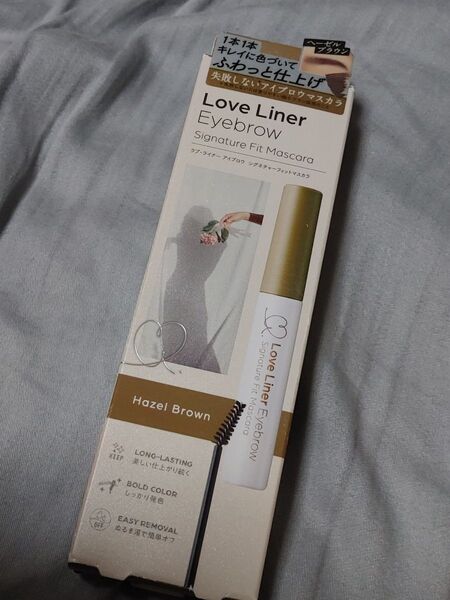 1本1本
キレイに色づいて
ふわっと仕上げ
ヘーゼル
ブラウン
失敗しないアイブロウマスカラ
Love Liner
Eyebrow
Signature Fit Mascara
ラブ・ライナー アイブロウ シグネチャーフィットマスカラ
Love Liner Eyebrow
Signature Fit Mascara
Hazel Brown
KEEP
LONG-LASTING
美しい仕上がり続く
BOLD COLOR
しっかり発色
OFF
EASY REMOVAL
ぬるま湯で簡単オフ